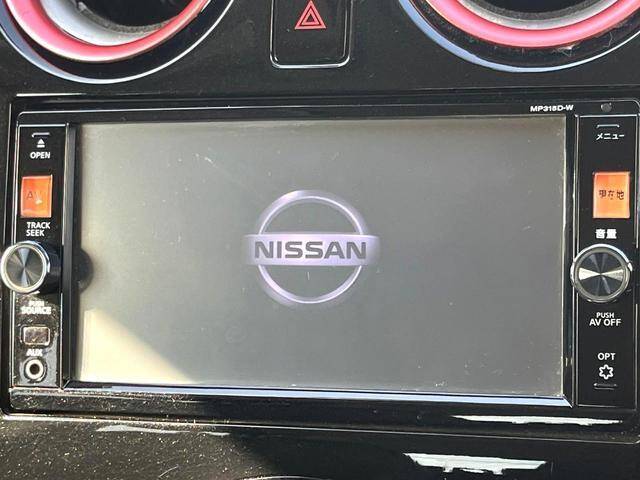 MP318D-W
OPEN
メニュー
AV
現在地
TRACK
SEEK
音量
NISSAN
PUSH
SOURCE
PUSH
AV OFF
AUX
OPT